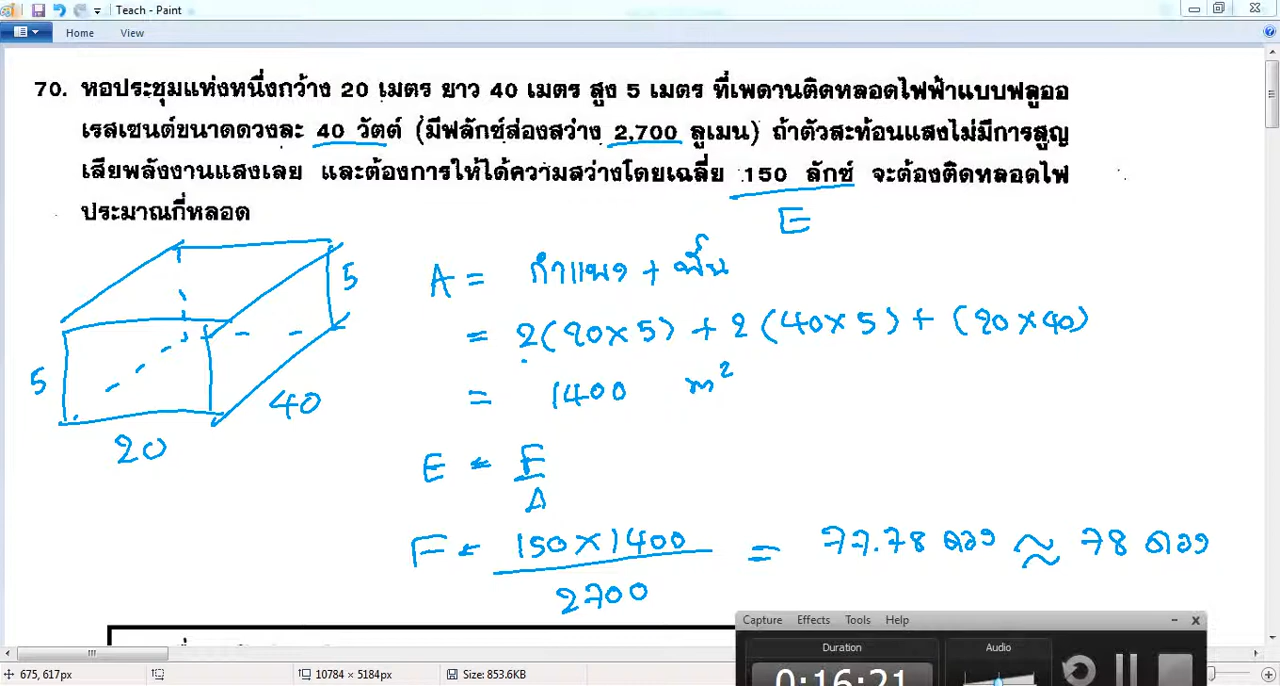 Teach - Paint
Home View
70. หอประชุมแห่งหนึ่งกว้าง 20 เมตร ยาว 40 เมตร สูง 5 เมตร ที่เพดานติดหลอดไฟฟ้าแบบฟลูออ
เรสเซนต์ขนาดดวงละ 40 วัตต์ (มีฟลักซ์ส่องสว่าง 2,700 ลูเมน) ถ้าตัวสะท้อนแสงไม่มีการสูญ
เสียพลังงานแสงเลย และต้องการให้ได้ความสว่างโดยเฉลี่ย 150 ลักซ์ จะต้องติดหลอดไฟ
ประมาณกี่หลอด
E
5
5
40
20
A = กำแพง + พื้น
= 2(20×5) + 2(40×5) + (20×40)
= 1400 m²
E = F/A
F = 150×1400/2700 = 77.78 ดวง ≈ 78 ดวง
Capture Effects Tools Help
Duration Audio
0:16:21
675, 617px 10784 × 5184px Size: 853.6KB